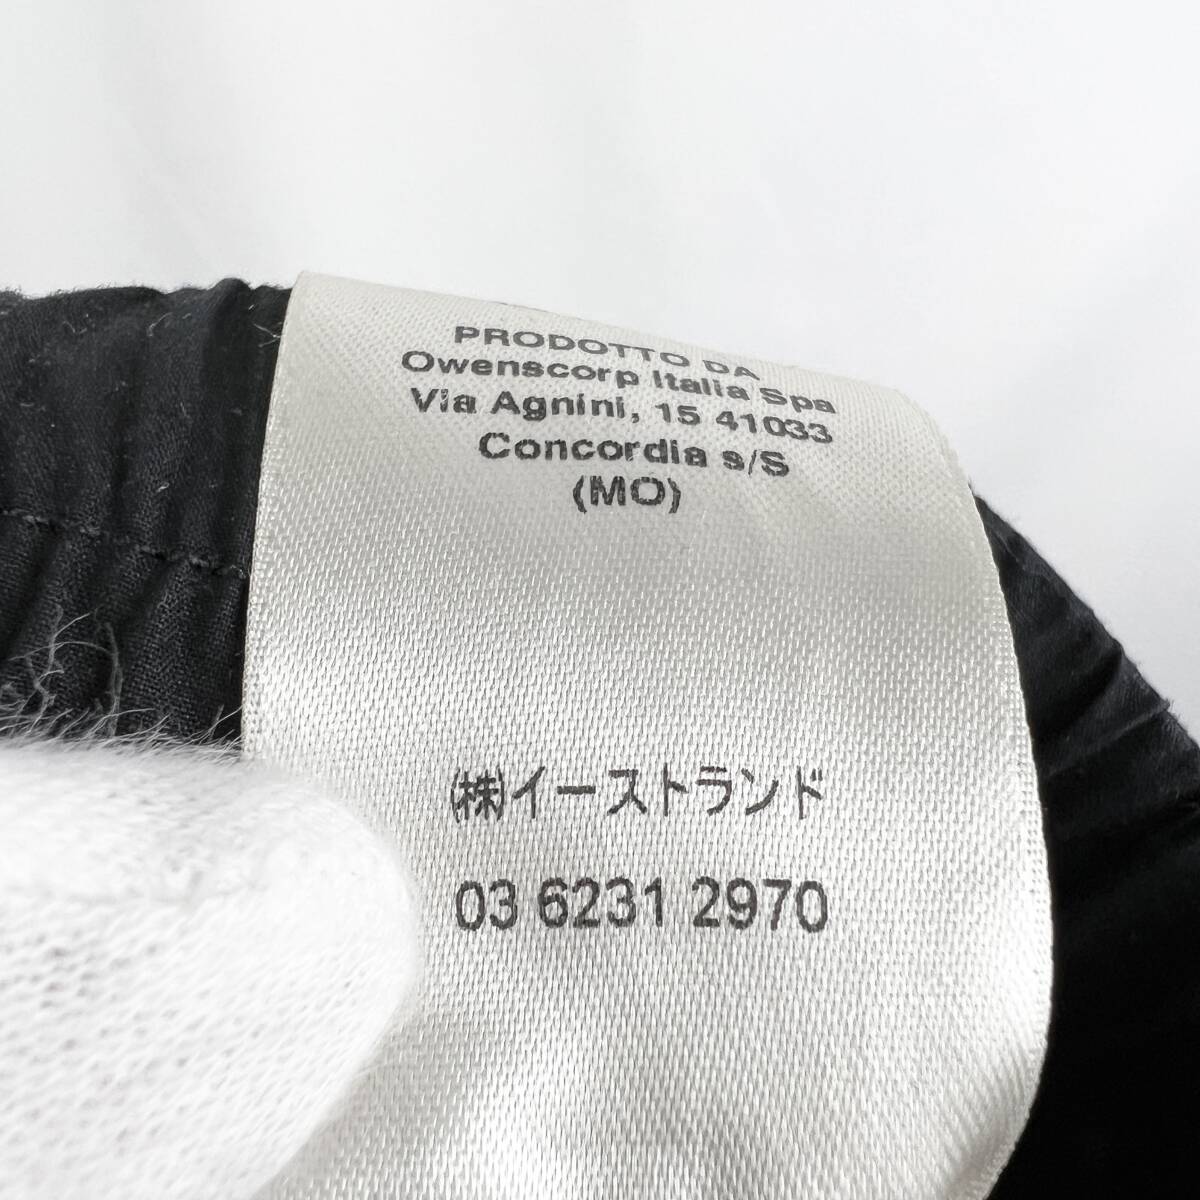 PRODOTTO DA
Owenscorp Italia Spa
Via Agnini, 15 41033
Concordia s/S
(MO)
(株)イーストランド
03 6231 2970